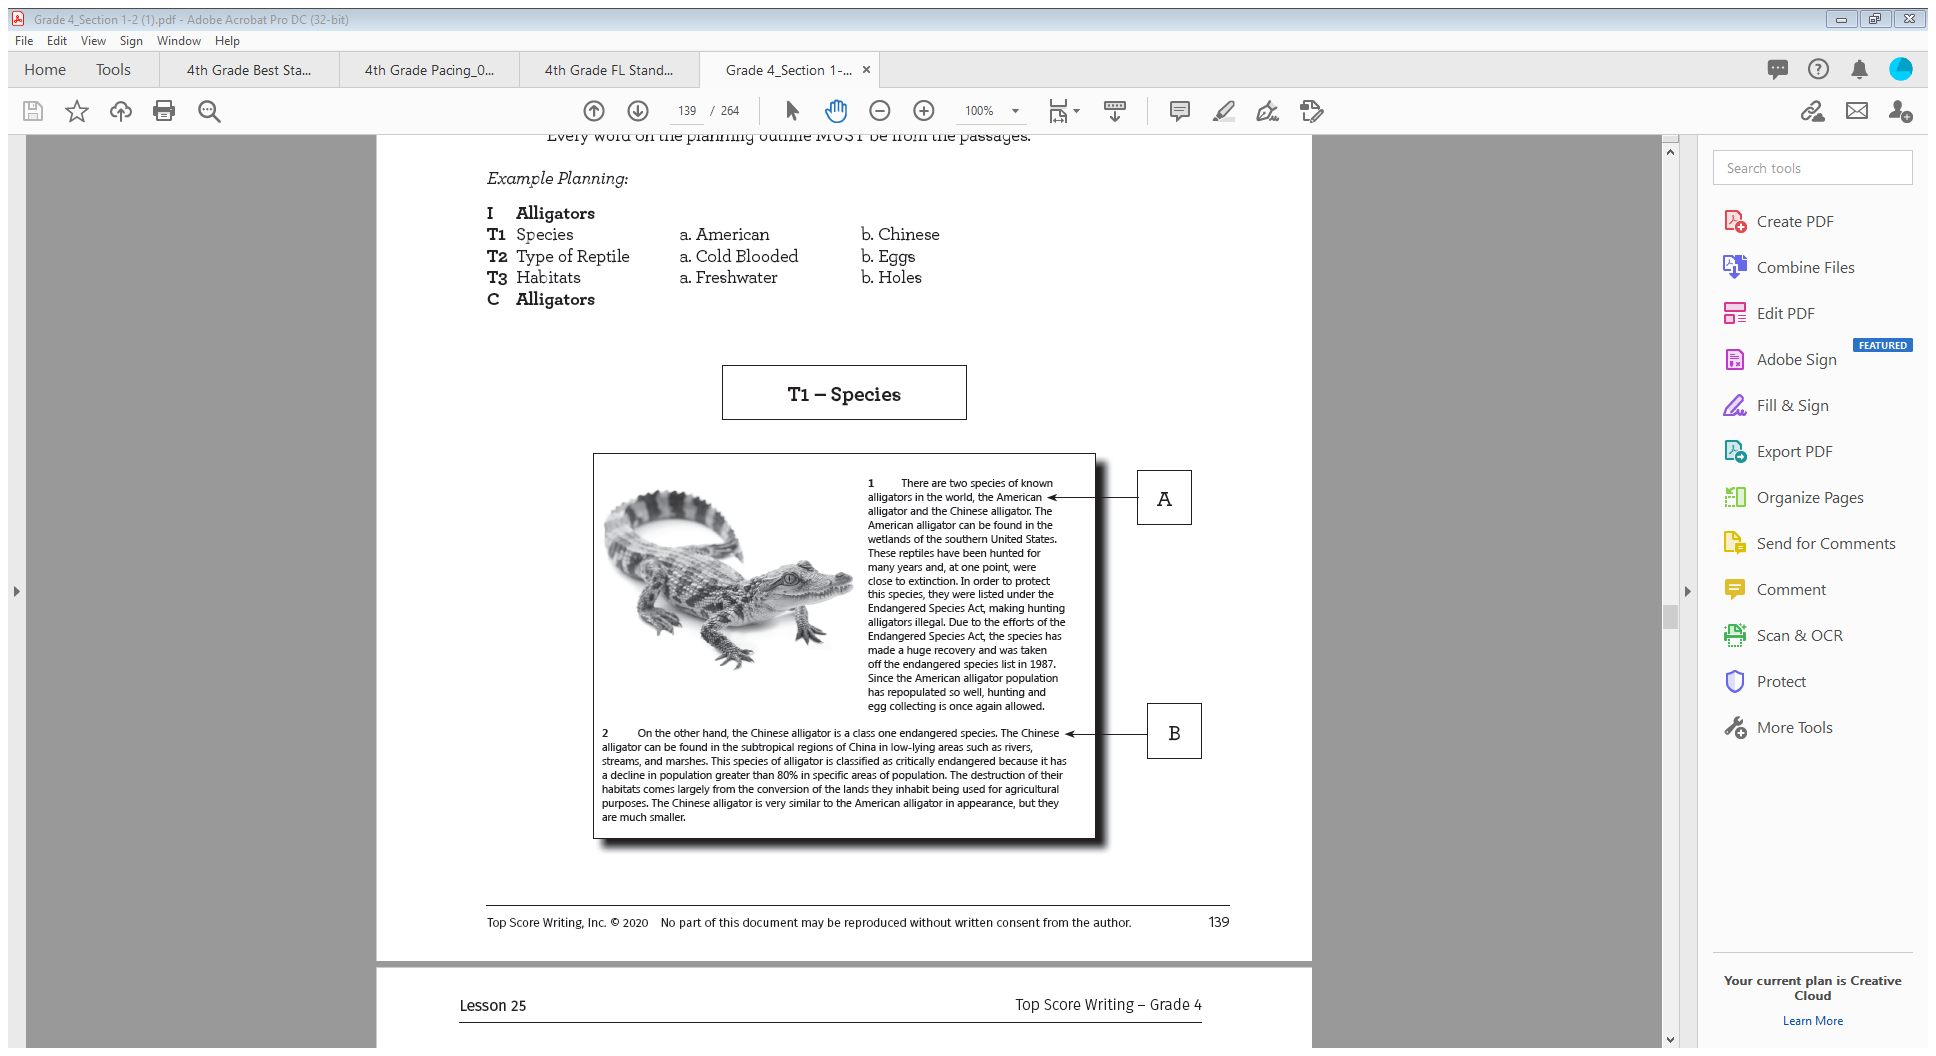 Grade 4_Section 1-2 (1).pdf - Adobe Acrobat Pro DC (32-bit)
File Edit View Sign Window Help
Home Tools 4th Grade Best Sta... 4th Grade Pacing_0... 4th Grade FL Stand... Grade 4_Section 1-... ×
139 / 264 100%
Every word on the planning outline MUST be from the passages.
Example Planning:
I Alligators
T1 Species a. American b. Chinese
T2 Type of Reptile a. Cold Blooded b. Eggs
T3 Habitats a. Freshwater b. Holes
C Alligators
T1 – Species
1 There are two species of known
alligators in the world, the American
alligator and the Chinese alligator. The
American alligator can be found in the
wetlands of the southern United States.
These reptiles have been hunted for
many years and, at one point, were
close to extinction. In order to protect
this species, they were listed under the
Endangered Species Act, making hunting
alligators illegal. Due to the efforts of the
Endangered Species Act, the species has
made a huge recovery and was taken
off the endangered species list in 1987.
Since the American alligator population
has repopulated so well, hunting and
egg collecting is once again allowed.
A
2 On the other hand, the Chinese alligator is a class one endangered species. The Chinese
alligator can be found in the subtropical regions of China in low-lying areas such as rivers,
streams, and marshes. This species of alligator is classified as critically endangered because it has
a decline in population greater than 80% in specific areas of population. The destruction of their
habitats comes largely from the conversion of the lands they inhabit being used for agricultural
purposes. The Chinese alligator is very similar to the American alligator in appearance, but they
are much smaller.
B
Top Score Writing, Inc. © 2020 No part of this document may be reproduced without written consent from the author. 139
Lesson 25 Top Score Writing – Grade 4
Search tools
Create PDF
Combine Files
Edit PDF
FEATURED
Adobe Sign
Fill & Sign
Export PDF
Organize Pages
Send for Comments
Comment
Scan & OCR
Protect
More Tools
Your current plan is Creative
Cloud
Learn More